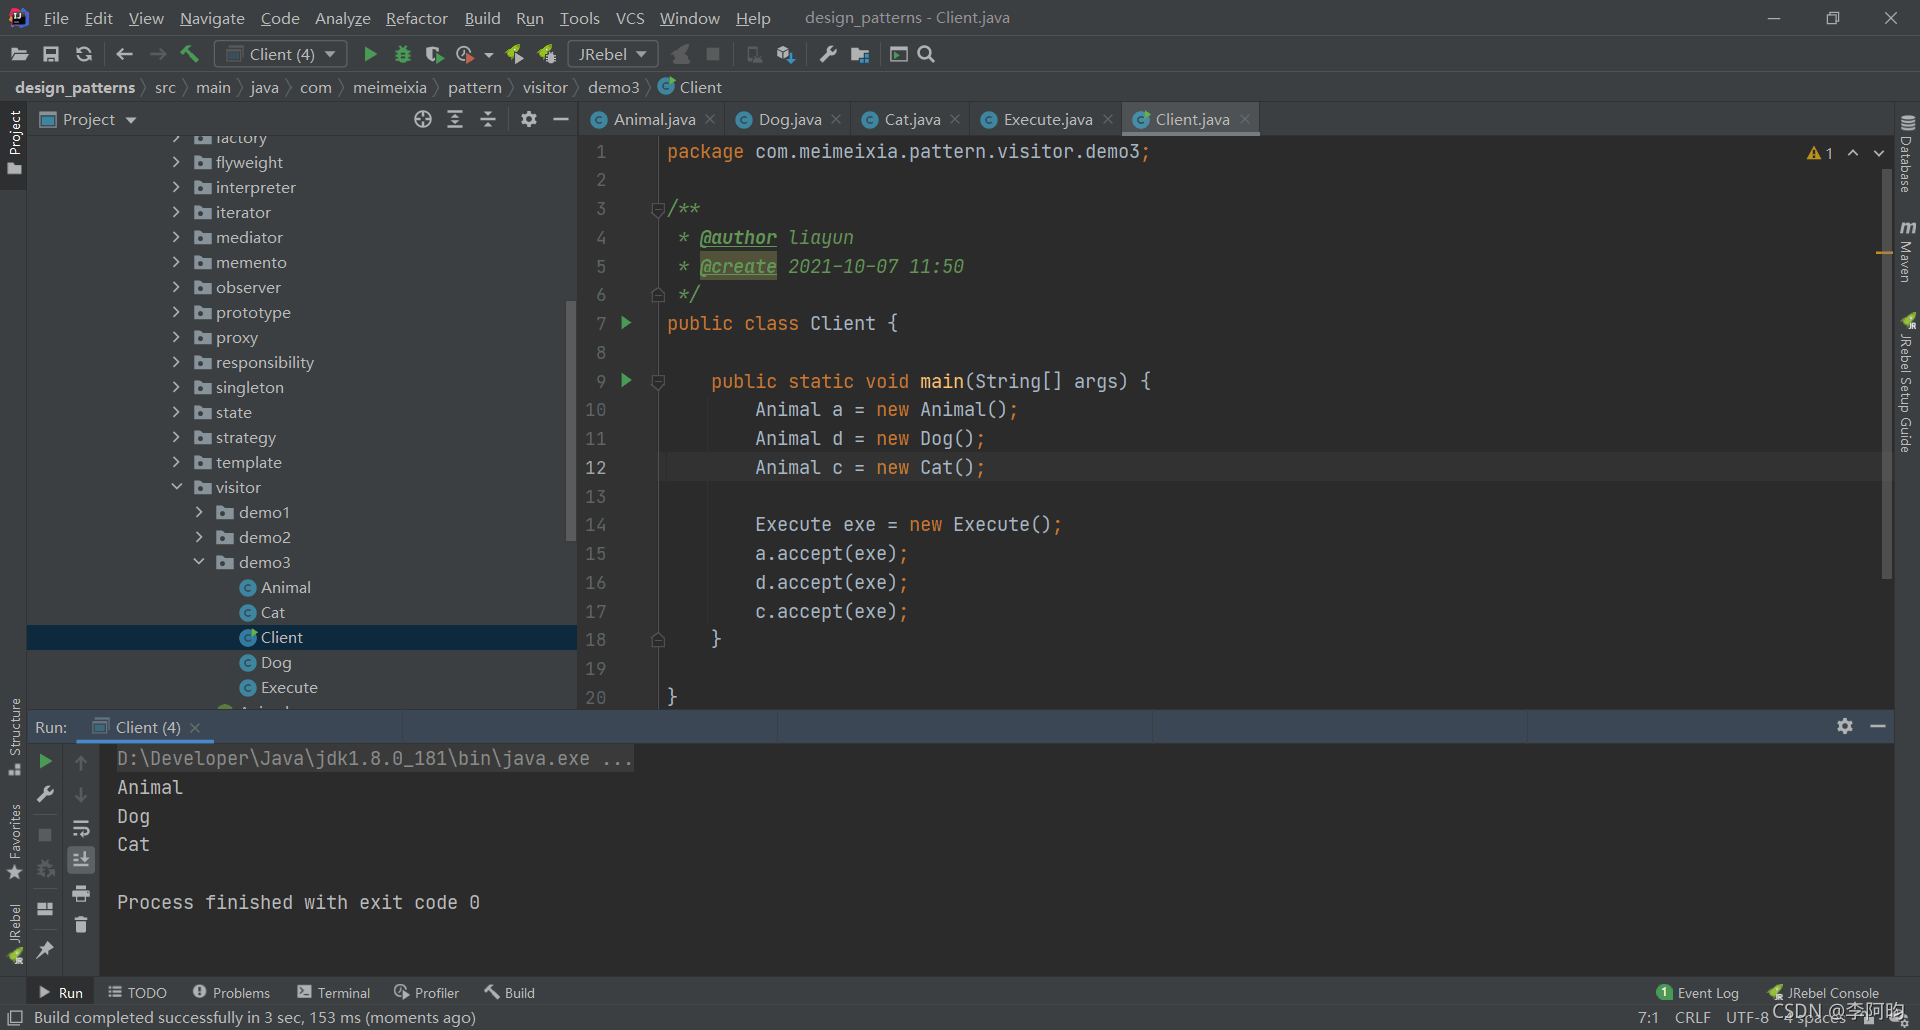 File Edit View Navigate Code Analyze Refactor Build Run Tools VCS Window Help design_patterns - Client.java
Client (4) JRebel
design_patterns src main java com meimeixia pattern visitor demo3 Client
Project
Animal.java Dog.java Cat.java Execute.java Client.java
factory
flyweight
interpreter
iterator
mediator
memento
observer
prototype
proxy
responsibility
singleton
state
strategy
template
visitor
demo1
demo2
demo3
Animal
Cat
Client
Dog
Execute
1 package com.meimeixia.pattern.visitor.demo3;
2
3 /**
4 * @author liayun
5 * @create 2021-10-07 11:50
6 */
7 public class Client {
8
9 public static void main(String[] args) {
10 Animal a = new Animal();
11 Animal d = new Dog();
12 Animal c = new Cat();
13
14 Execute exe = new Execute();
15 a.accept(exe);
16 d.accept(exe);
17 c.accept(exe);
18 }
19
20 }
1
Project
Structure
Favorites
JRebel
Database
m Maven
JRebel Setup Guide
Run: Client (4)
D:\Developer\Java\jdk1.8.0_181\bin\java.exe ...
Animal
Dog
Cat
Process finished with exit code 0
Run TODO Problems Terminal Profiler Build 1 Event Log JRebel Console
Build completed successfully in 3 sec, 153 ms (moments ago) 7:1 CRLF UTF-8 4 spaces
CSDN @李阿昀